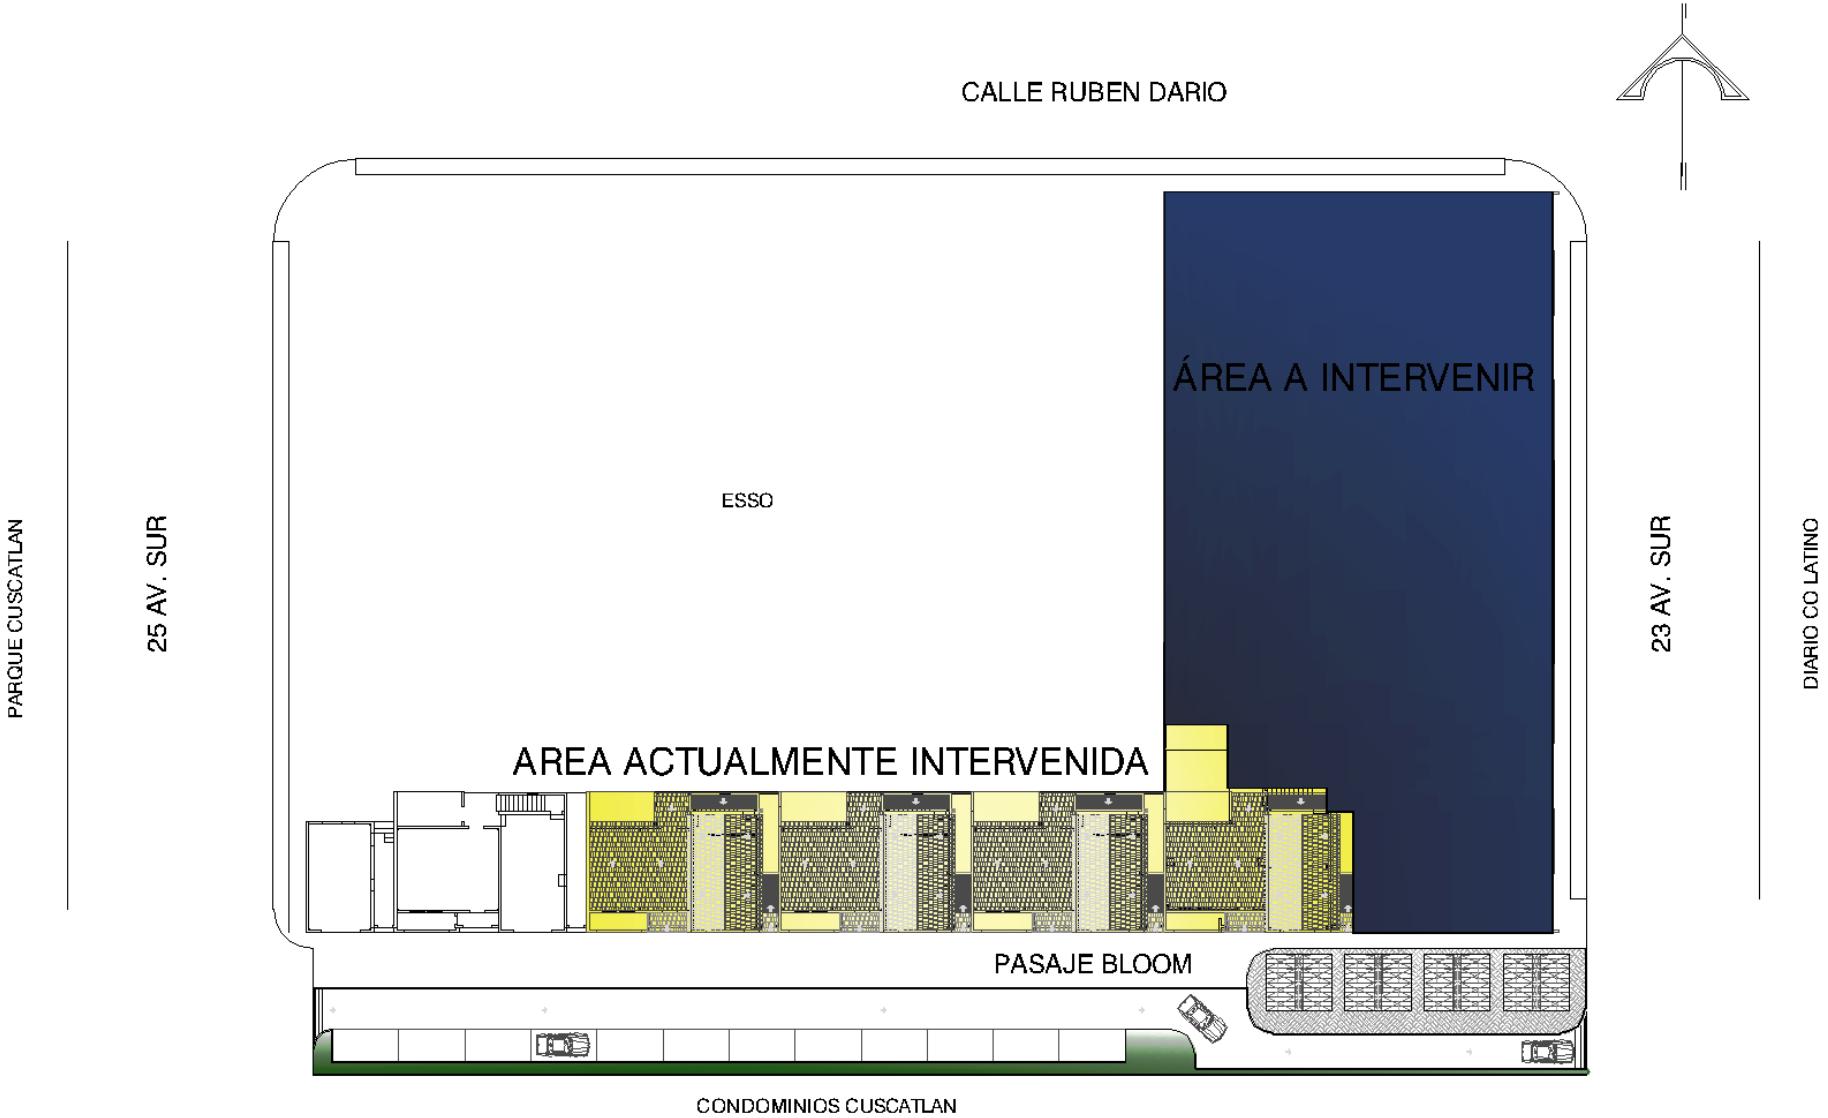 CALLE RUBEN DARIO
ÁREA A INTERVENIR
ESSO
PARQUE CUSCATLAN
25 AV. SUR
23 AV. SUR
DIARIO CO LATINO
AREA ACTUALMENTE INTERVENIDA
PASAJE BLOOM
CONDOMINIOS CUSCATLAN